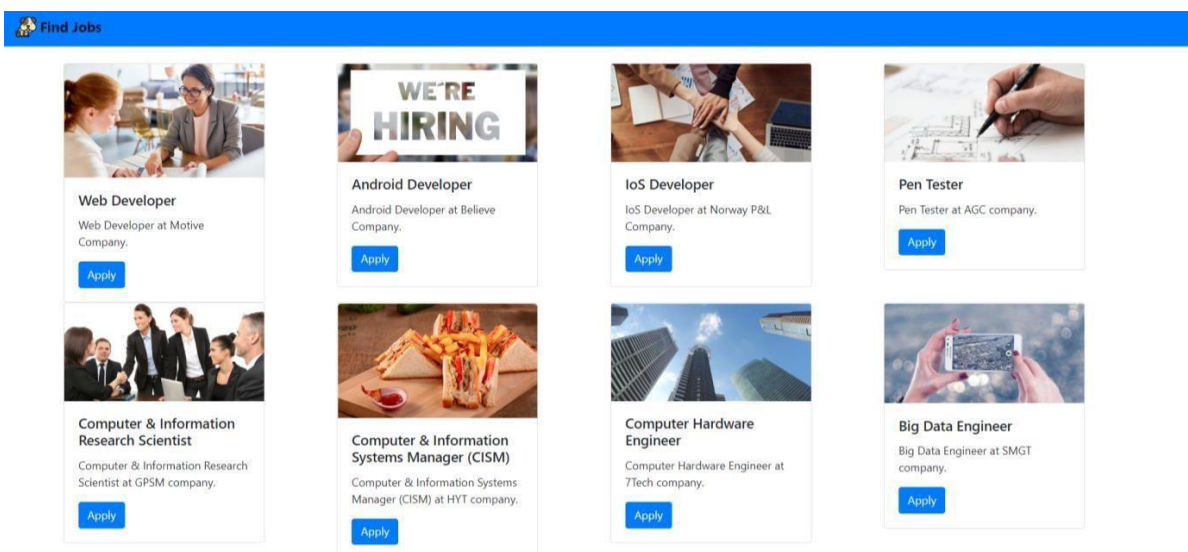 Find Jobs
WE'RE
HIRING
Web Developer
Web Developer at Motive
Company.
Apply
Android Developer
Android Developer at Believe
Company.
Apply
IoS Developer
IoS Developer at Norway P&L
Company.
Apply
Pen Tester
Pen Tester at AGC company.
Apply
Computer & Information
Research Scientist
Computer & Information Research
Scientist at GPSM company.
Apply
Computer & Information
Systems Manager (CISM)
Computer & Information Systems
Manager (CISM) at HYT company.
Apply
Computer Hardware
Engineer
Computer Hardware Engineer at
7Tech company.
Apply
Big Data Engineer
Big Data Engineer at SMGT
company.
Apply